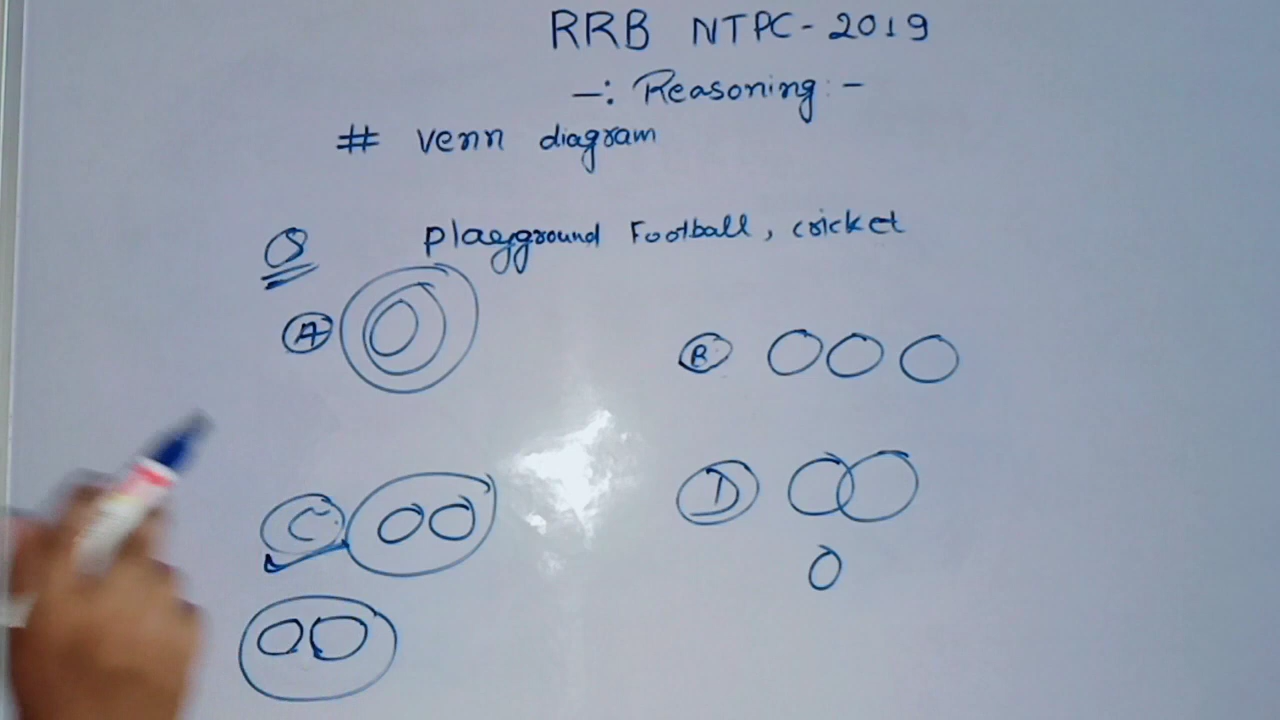 RRB NTPC-2019
-: Reasoning :-
# venn diagram
Q playground Football, cricket
A
B
C
D